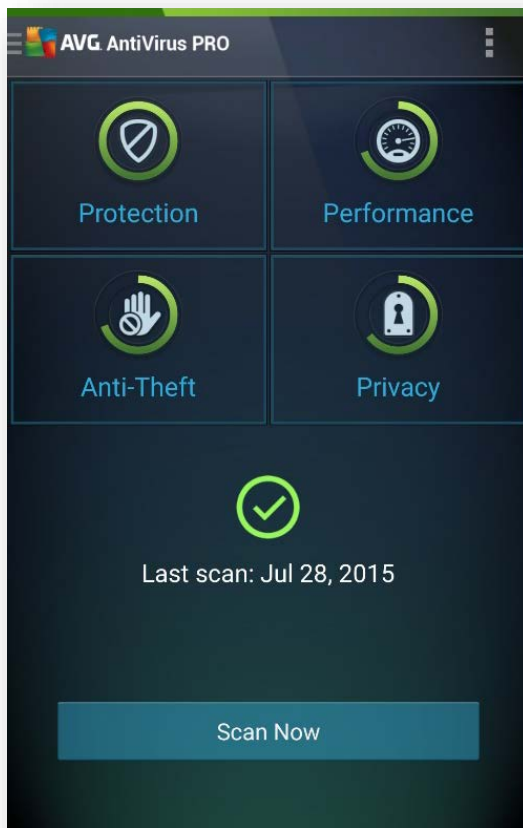 AVG AntiVirus PRO
Protection
Performance
Anti-Theft
Privacy
Last scan: Jul 28, 2015
Scan Now